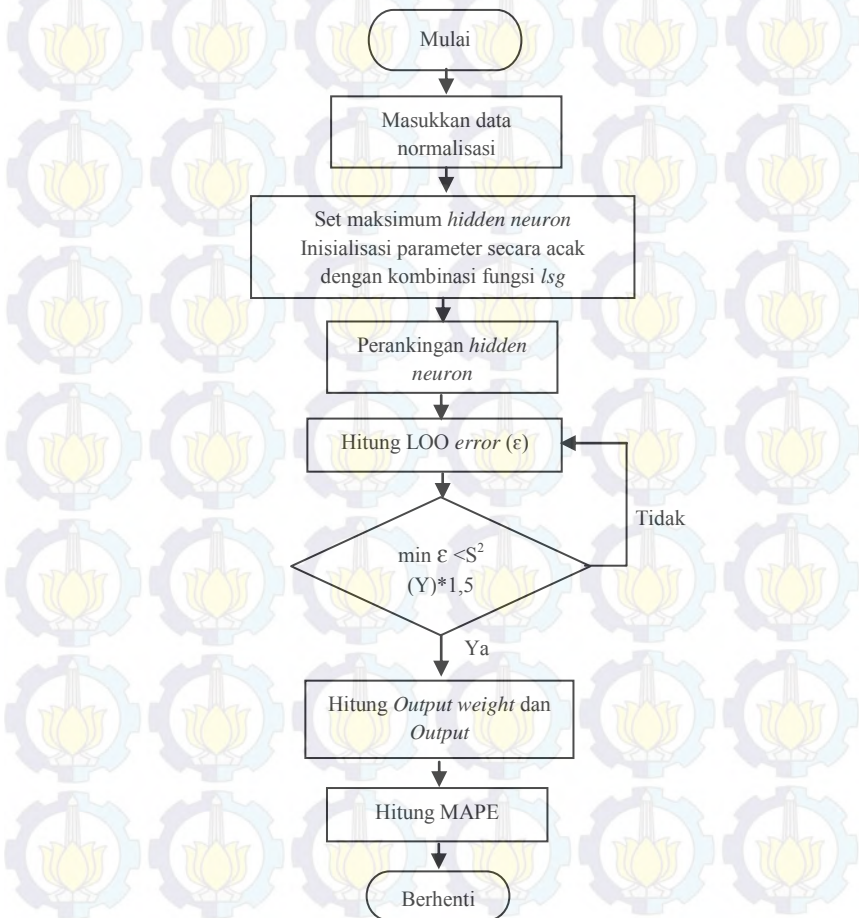 Mulai
Masukkan data
normalisasi
Set maksimum hidden neuron
Inisialisasi parameter secara acak
dengan kombinasi fungsi lsg
Perankingan hidden
neuron
Hitung LOO error (ε)
Tidak
min ε <S²
(Y)*1,5
Ya
Hitung Output weight dan
Output
Hitung MAPE
Berhenti